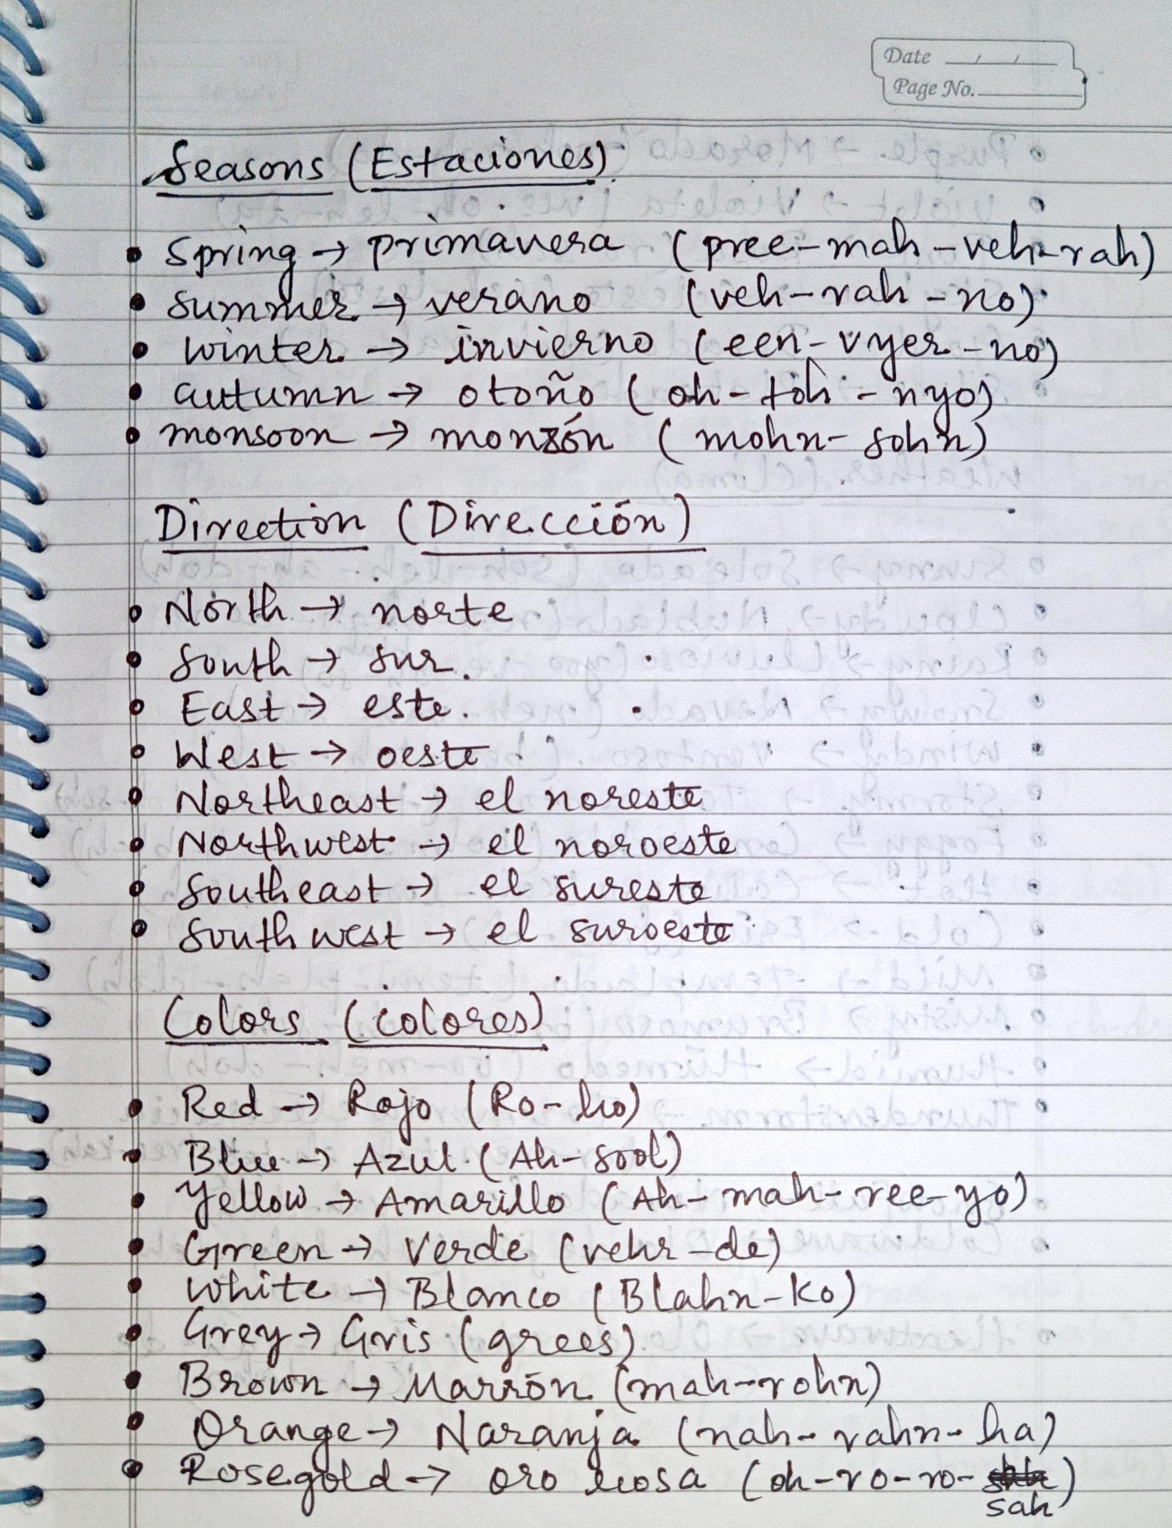 Date / /
Page No.
Seasons (Estaciones)
• Spring → primavera (pree-mah-veh-rah)
• summer → verano (veh-rah-no)
• winter → invierno (een-vyer-no)
• autumn → otoño (oh-toh-nyo)
• monsoon → monzón (mohn-sohn)
Direction (Dirección)
• North → norte
• South → sur.
• East → este.
• West → oeste
• Northeast → el noreste
• Northwest → el noroeste
• Southeast → el sureste
• Southwest → el suroeste
Colors (colores)
• Red → Rojo (Ro-ho)
• Blue → Azul (Ah-sool)
• Yellow → Amarillo (Ah-mah-ree-yo)
• Green → Verde (vehr-de)
• White → Blanco (Blahn-ko)
• Grey → Gris (grees)
• Brown → Marrón (mah-rohn)
• Orange → Naranja (nah-rahn-ha)
• Rosegold → oro rosa (oh-ro-ro- )
sah